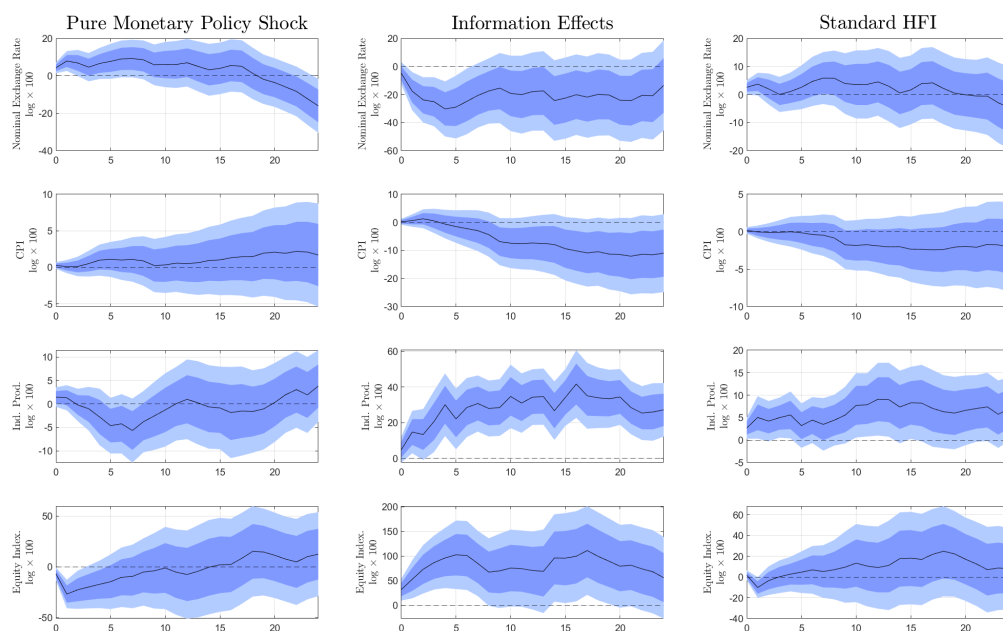 Pure Monetary Policy Shock
Information Effects
Standard HFI
Nominal Exchange Rate
log × 100
20
0
-20
-40
0 5 10 15 20
Nominal Exchange Rate
log × 100
20
0
-20
-40
-60
0 5 10 15 20
Nominal Exchange Rate
log × 100
20
10
0
-10
-20
0 5 10 15 20
CPI
log × 100
10
5
0
-5
0 5 10 15 20
CPI
log × 100
10
0
-10
-20
-30
0 5 10 15 20
CPI
log × 100
5
0
-5
-10
0 5 10 15 20
Ind. Prod.
log × 100
10
5
0
-5
-10
0 5 10 15 20
Ind. Prod.
log × 100
60
40
20
0
0 5 10 15 20
Ind. Prod.
log × 100
20
15
10
5
0
-5
0 5 10 15 20
Equity Index.
log × 100
50
0
-50
0 5 10 15 20
Equity Index.
log × 100
200
150
100
50
0
0 5 10 15 20
Equity Index.
log × 100
60
40
20
0
-20
-40
0 5 10 15 20